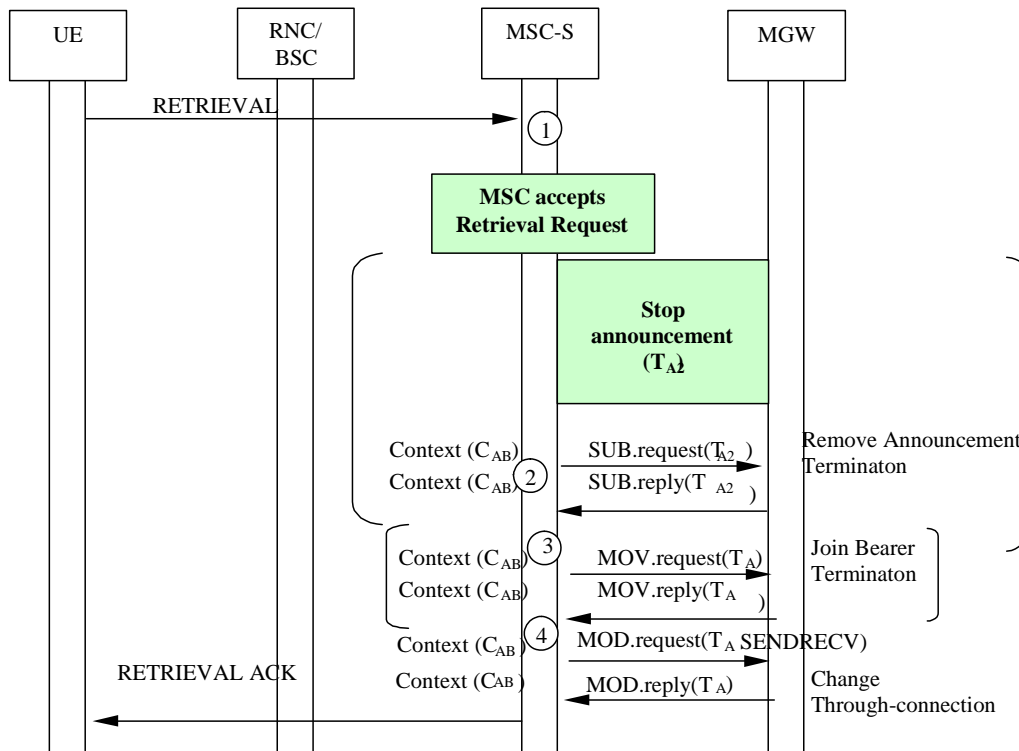 UE
RNC/
BSC
MSC-S
MGW
RETRIEVAL
1
MSC accepts
Retrieval Request
Stop
announcement
(TA2)
Context (CAB)
SUB.request(TA2)
Remove Announcement
Terminaton
2
Context (CAB)
SUB.reply(TA2)
3
Context (CAB)
MOV.request(TA)
Join Bearer
Terminaton
Context (CAB)
MOV.reply(TA)
4
Context (CAB)
MOD.request(TA SENDRECV)
RETRIEVAL ACK
Context (CAB)
MOD.reply(TA)
Change
Through-connection